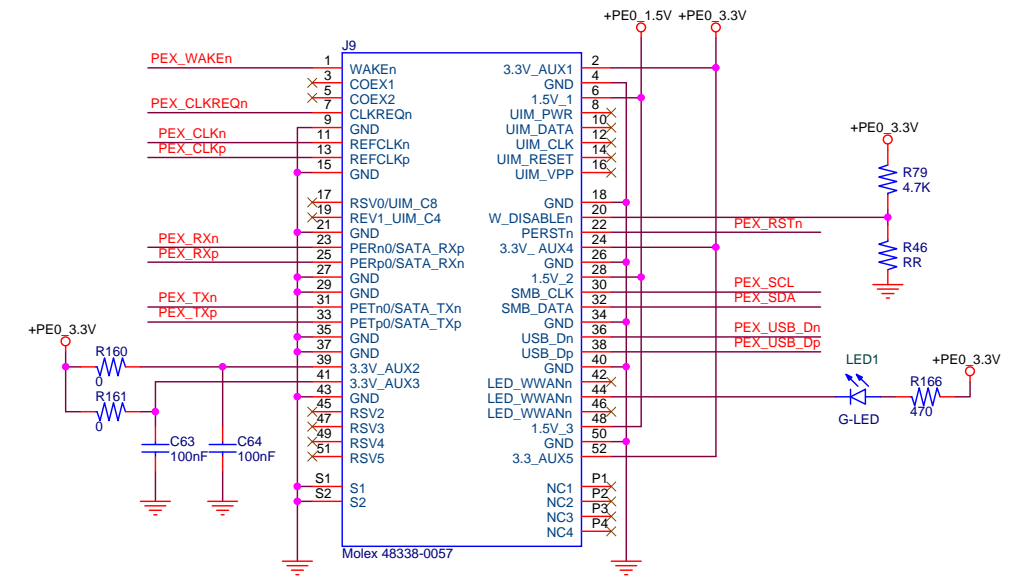 +PE0_1.5V +PE0_3.3V
J9
PEX_WAKEn 1 WAKEn 3.3V_AUX1 2
3 COEX1 GND 4
5 COEX2 1.5V_1 6
PEX_CLKREQn 7 CLKREQn UIM_PWR 8
9 GND UIM_DATA 10
PEX_CLKn 11 REFCLKn UIM_CLK 12
PEX_CLKp 13 REFCLKp UIM_RESET 14
15 GND UIM_VPP 16
+PE0_3.3V
R79
4.7K
17 RSV0/UIM_C8 GND 18
19 REV1_UIM_C4 W_DISABLEn 20
21 GND PERSTn 22 PEX_RSTn
PEX_RXn 23 PERn0/SATA_RXp 3.3V_AUX4 24
PEX_RXp 25 PERp0/SATA_RXn GND 26
R46
RR
27 GND 1.5V_2 28
29 GND SMB_CLK 30 PEX_SCL
PEX_TXn 31 PETn0/SATA_TXn SMB_DATA 32 PEX_SDA
PEX_TXp 33 PETp0/SATA_TXp GND 34
35 GND USB_Dn 36 PEX_USB_Dn
37 GND USB_Dp 38 PEX_USB_Dp
+PE0_3.3V
R160
0
39 3.3V_AUX2 GND 40
41 3.3V_AUX3 LED_WWANn 42
43 GND LED_WWANn 44
R161
0
45 RSV2 LED_WWANn 46
47 RSV3 1.5V_3 48
49 RSV4 GND 50
51 RSV5 3.3_AUX5 52
LED1
G-LED
R166
470
+PE0_3.3V
C63
100nF
C64
100nF
S1 S1 NC1 P1
S2 S2 NC2 P2
NC3 P3
NC4 P4
Molex 48338-0057